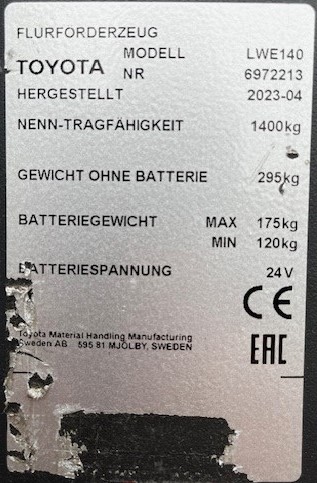 FLURFÖRDERZEUG
MODELL LWE140
TOYOTA NR 6972213
HERGESTELLT 2023-04
NENN-TRAGFÄHIGKEIT 1400kg
GEWICHT OHNE BATTERIE 295kg
BATTERIEGEWICHT MAX 175kg
MIN 120kg
BATTERIESPANNUNG 24V
CE
Toyota Material Handling Manufacturing
Sweden AB 595 81 MJÖLBY, SWEDEN
EAC